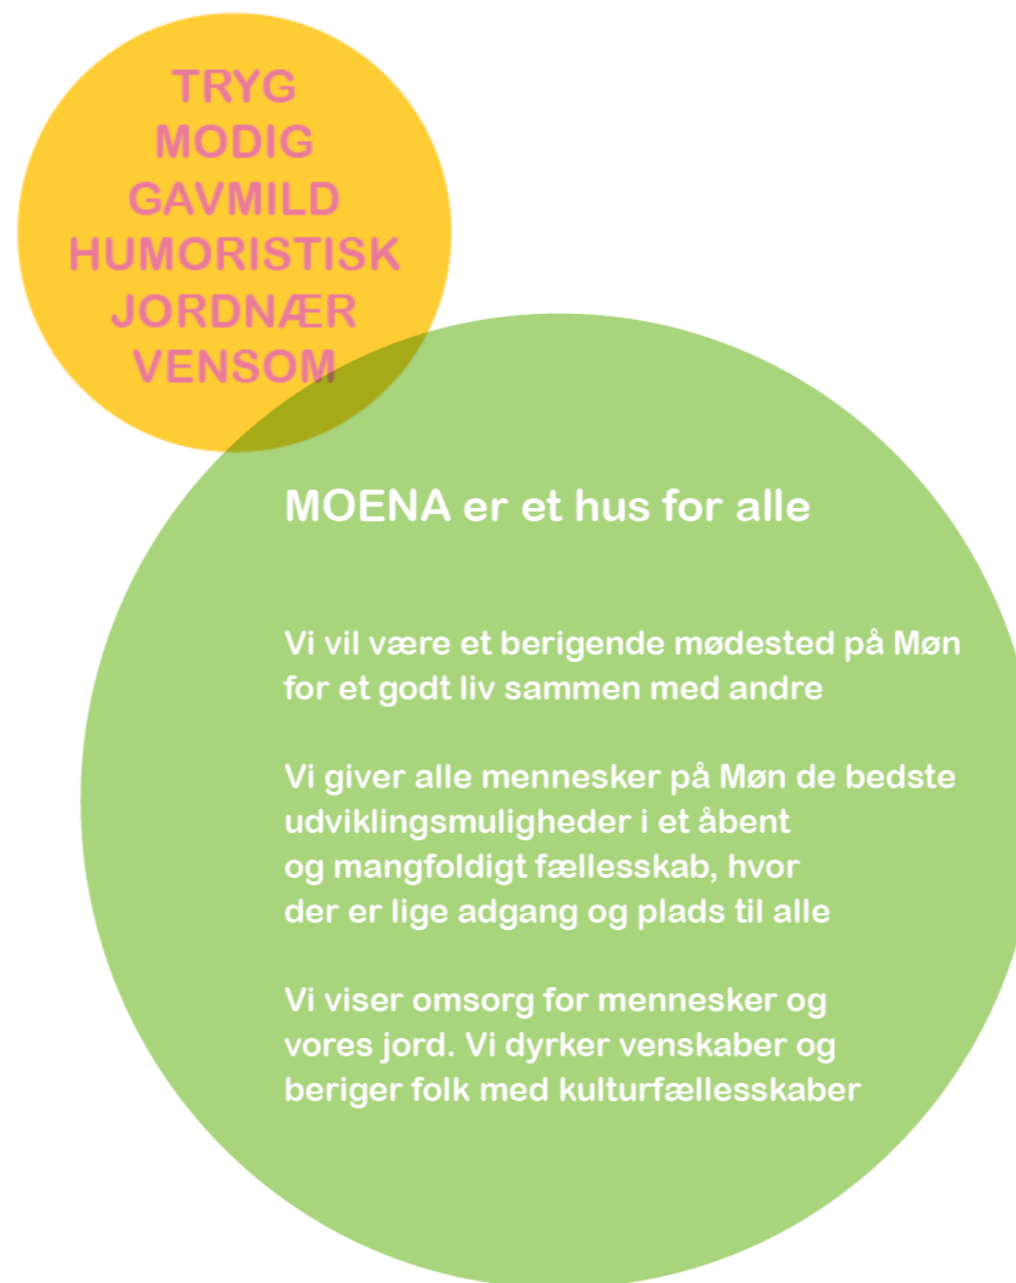 TRYG
MODIG
GAVMILD
HUMORISTISK
JORDNÆR
VENSOM
MOENA er et hus for alle
Vi vil være et berigende mødested på Møn
for et godt liv sammen med andre
Vi giver alle mennesker på Møn de bedste
udviklingsmuligheder i et åbent
og mangfoldigt fællesskab, hvor
der er lige adgang og plads til alle
Vi viser omsorg for mennesker og
vores jord. Vi dyrker venskaber og
beriger folk med kulturfællesskaber